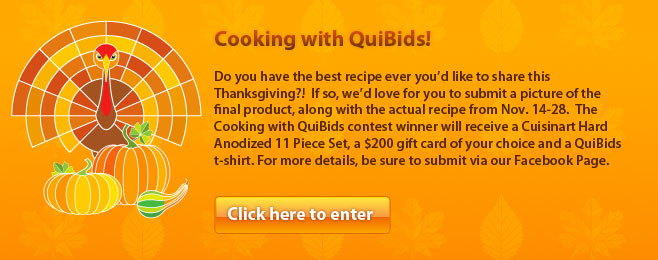 Cooking with QuiBids!
Do you have the best recipe ever you'd like to share this
Thanksgiving?!  If so, we'd love for you to submit a picture of the
final product, along with the actual recipe from Nov. 14-28.  The
Cooking with QuiBids contest winner will receive a Cuisinart Hard
Anodized 11 Piece Set, a $200 gift card of your choice and a QuiBids
t-shirt. For more details, be sure to submit via our Facebook Page.
Click here to enter